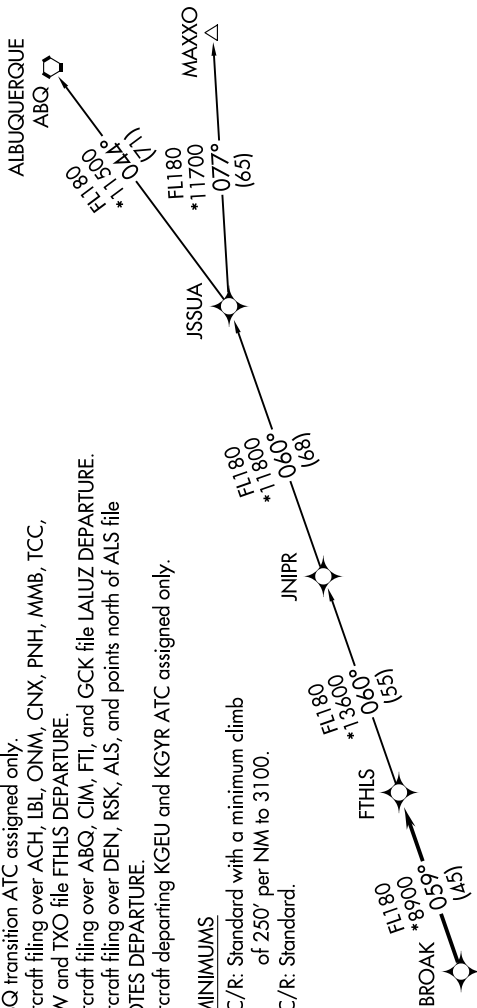 Q transition ATC assigned only.
rcraft filing over ACH, LBL, ONM, CNX, PNH, MMB, TCC,
W and TXO file FTHLS DEPARTURE.
rcraft filing over ABQ, CIM, FTI, and GCK file LALUZ DEPARTURE.
rcraft filing over DEN, RSK, ALS, and points north of ALS file
OTES DEPARTURE.
rcraft departing KGEU and KGYR ATC assigned only.
MINIMUMS
C/R: Standard with a minimum climb
of 250' per NM to 3100.
C/R: Standard.
BROAK
FL180
*8900
059°
(45)
FTHLS
FL180
*13600
060°
(55)
JNIPR
FL180
*11800
060°
(68)
JSSUA
FL180
*11500
044°
(71)
ALBUQUERQUE
ABQ
FL180
*11700
077°
(65)
MAXXO